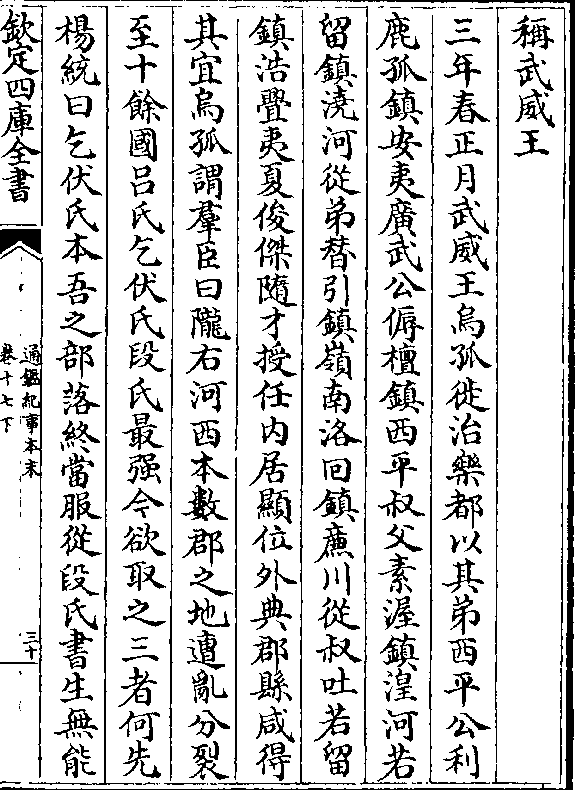 稱武威王
三年春正月武威王烏孤徙治樂都以其弟西平公利
鹿孤鎮安夷廣武公傉檀鎮西平叔父素渥鎮湟河若
留鎮澆河從弟替引鎮嶺南洛回鎮㢘川從叔吐若留
鎮浩亹夷夏俊傑隨才授任内居顯位外典郡縣咸得
其宜烏孤謂羣臣曰隴右河西本數郡之地遭亂分裂
至十餘國吕氏乞伏氏段氏最强今欲取之三者何先
楊統曰乞伏氏本吾之部落終當服從段氏書生無能
欽定四庫全書
通鑑紀事本末
卷十七下
三十